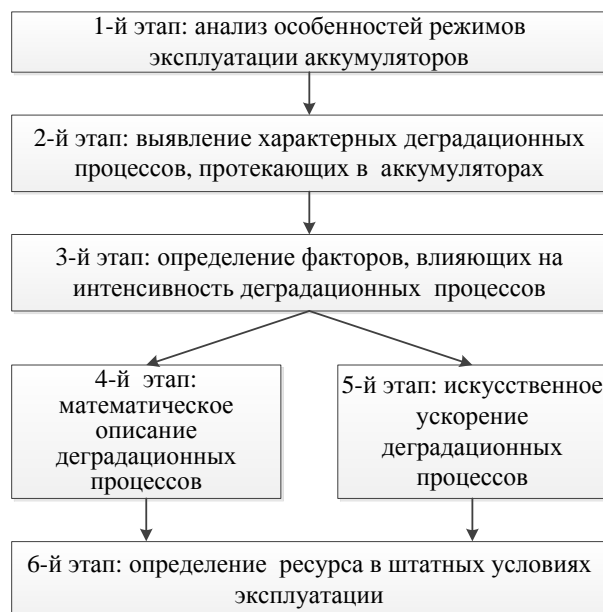 1-й этап: анализ особенностей режимов
эксплуатации аккумуляторов
2-й этап: выявление характерных деградационных
процессов, протекающих в аккумуляторах
3-й этап: определение факторов, влияющих на
интенсивность деградационных процессов
4-й этап:
математическое
описание
деградационных
процессов
5-й этап: искусственное
ускорение
деградационных
процессов
6-й этап: определение ресурса в штатных условиях
эксплуатации